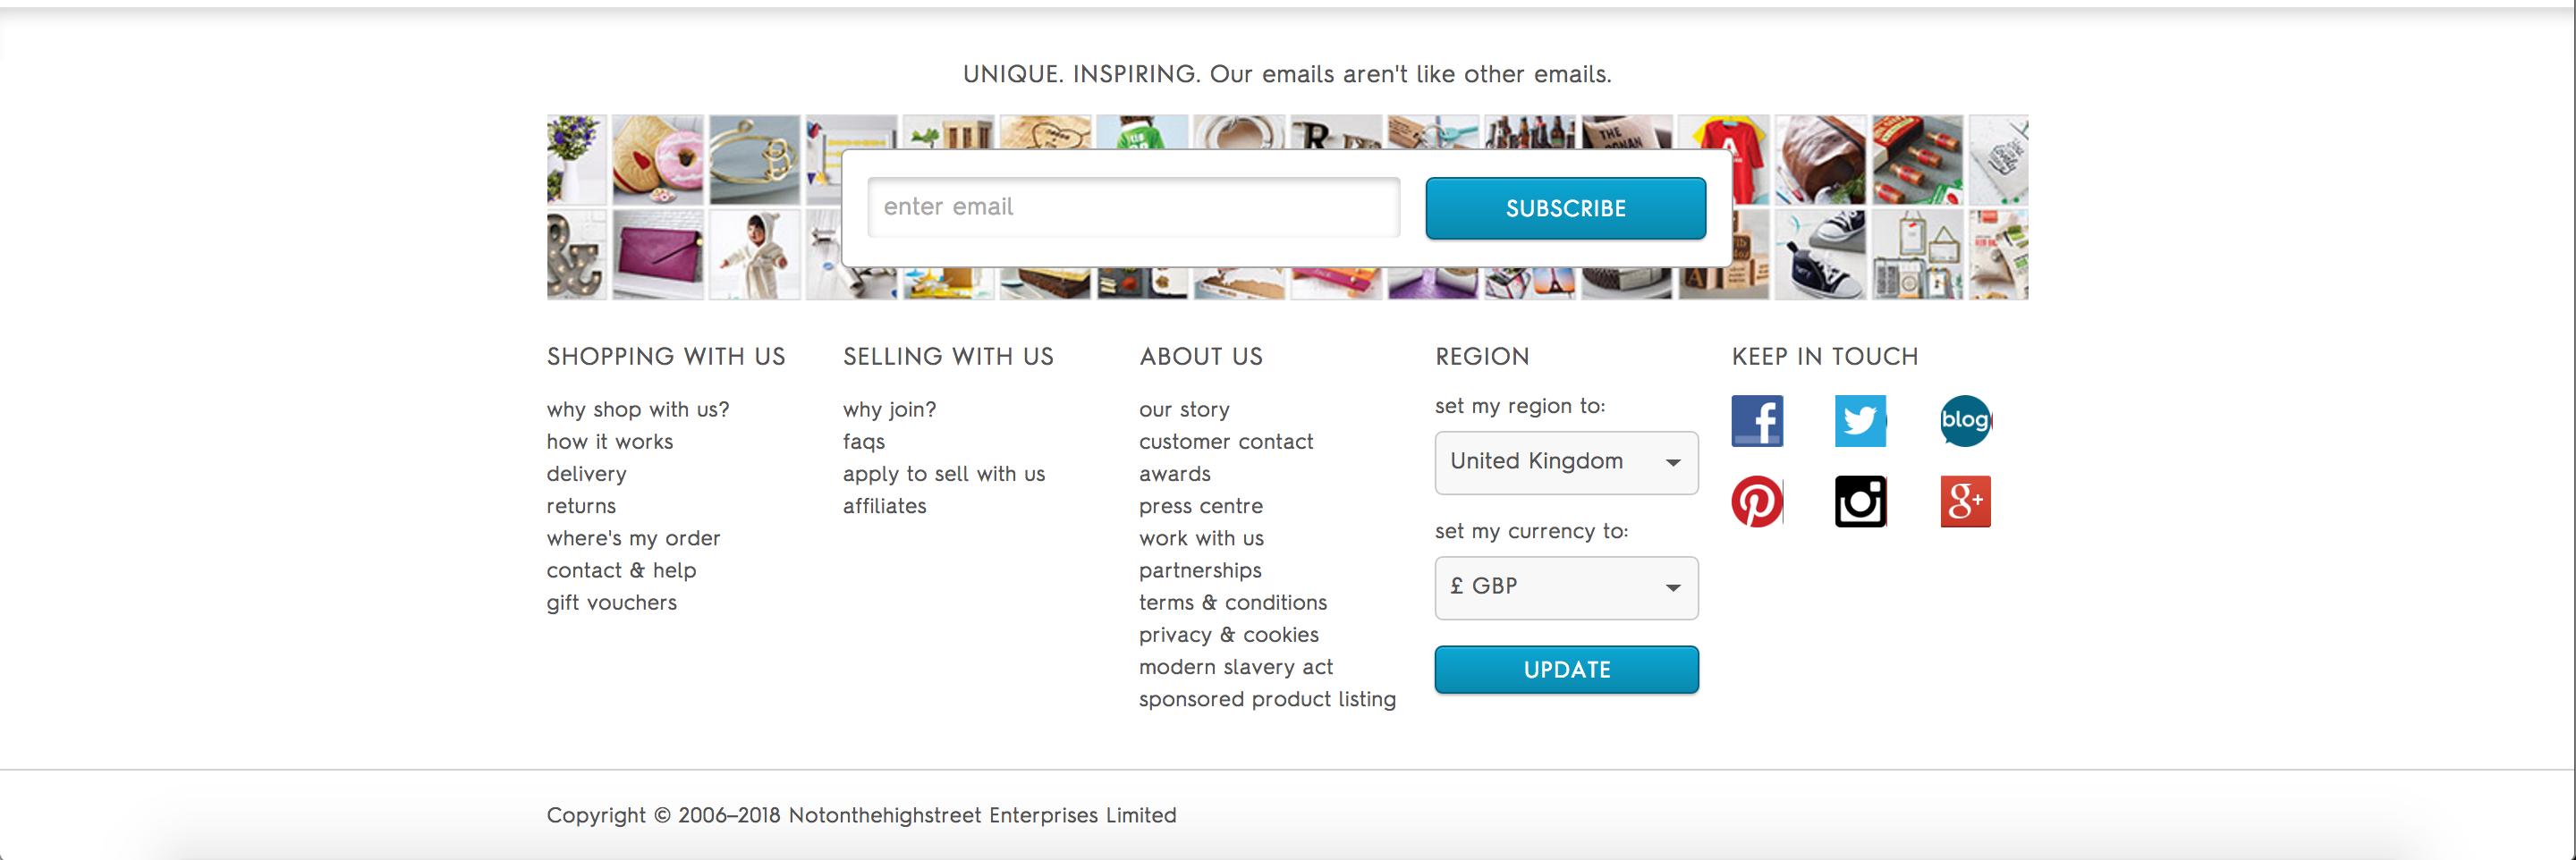 UNIQUE. INSPIRING. Our emails aren't like other emails.
enter email
SUBSCRIBE
SHOPPING WITH US
why shop with us?
how it works
delivery
returns
where's my order
contact & help
gift vouchers
SELLING WITH US
why join?
faqs
apply to sell with us
affiliates
ABOUT US
our story
customer contact
awards
press centre
work with us
partnerships
terms & conditions
privacy & cookies
modern slavery act
sponsored product listing
REGION
set my region to:
United Kingdom
set my currency to:
£ GBP
UPDATE
KEEP IN TOUCH
blog
g+
Copyright © 2006–2018 Notonthehighstreet Enterprises Limited